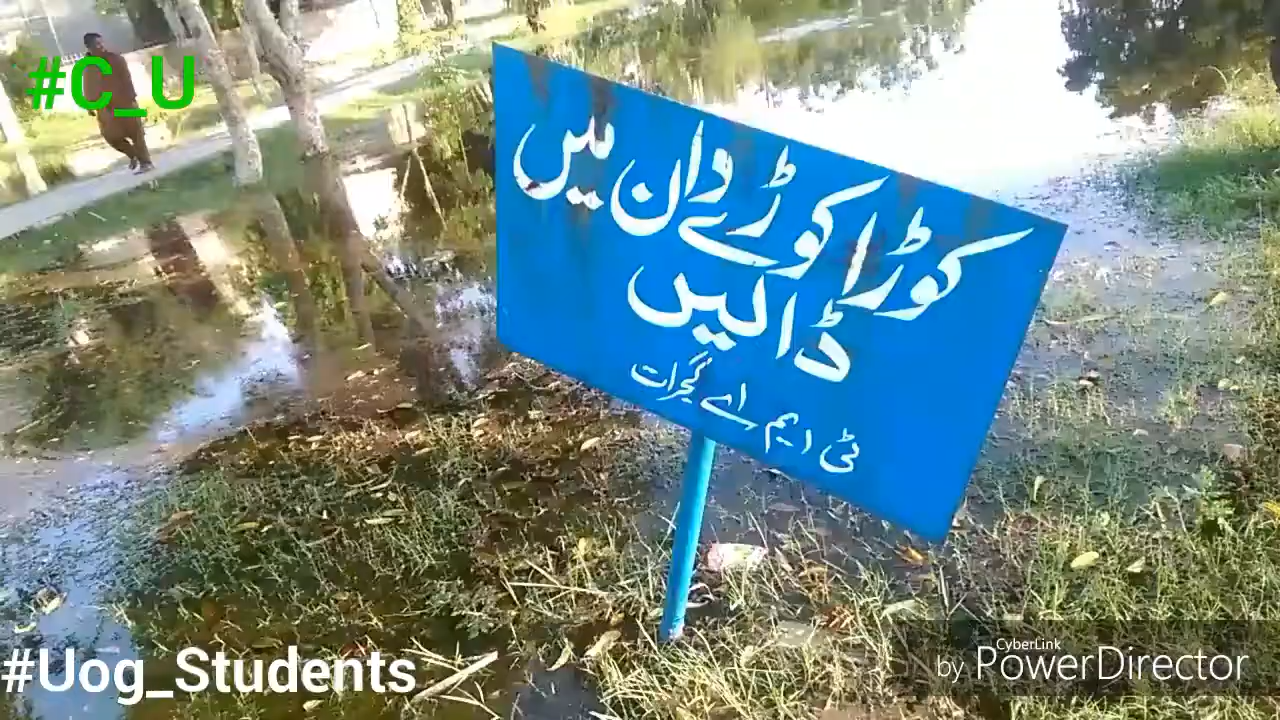 #C_U
کوڑا کوڑے دان میں
ڈالیں
ٹی ایم اے گجرات
#Uog_Students
CyberLink
by PowerDirector